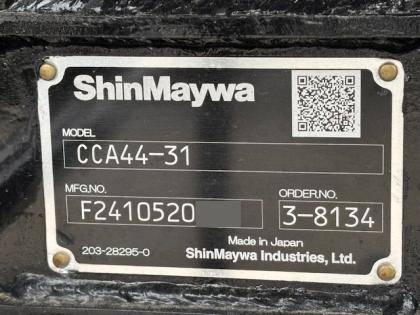 ShinMaywa
MODEL
CCA44-31
MFG.NO. ORDER.NO.
F2410520 3-8134
Made in Japan
203-28295-0 ShinMaywa Industries, Ltd.